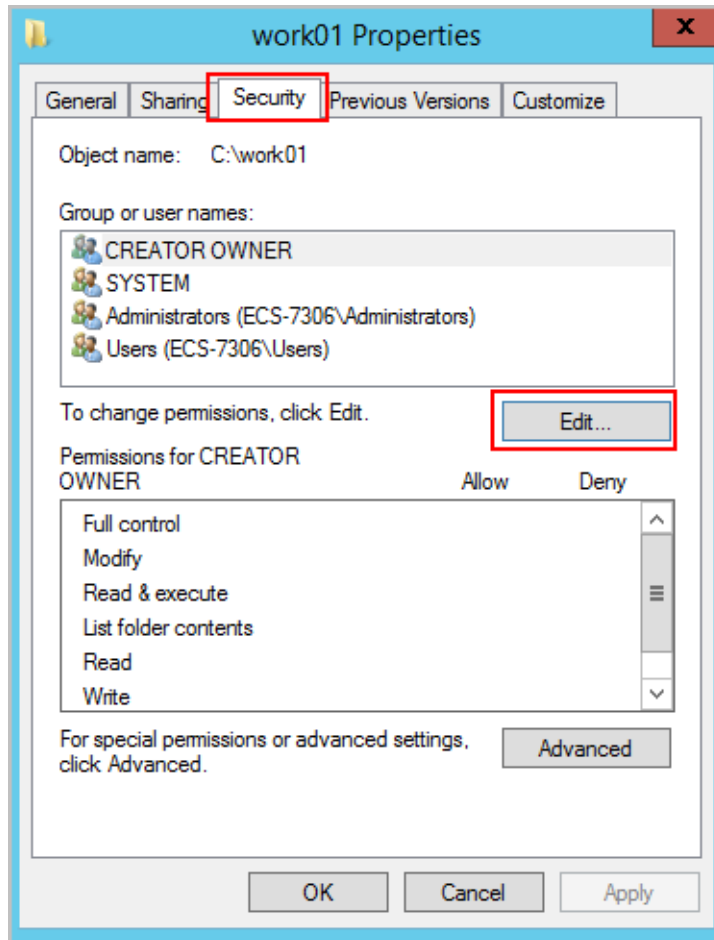 work01 Properties
x
General Sharing Security Previous Versions Customize
Object name: C:\work01
Group or user names:
CREATOR OWNER
SYSTEM
Administrators (ECS-7306\Administrators)
Users (ECS-7306\Users)
To change permissions, click Edit.
Edit...
Permissions for CREATOR
OWNER Allow Deny
Full control
Modify
Read & execute
List folder contents
Read
Write
For special permissions or advanced settings,
click Advanced.
Advanced
OK Cancel Apply